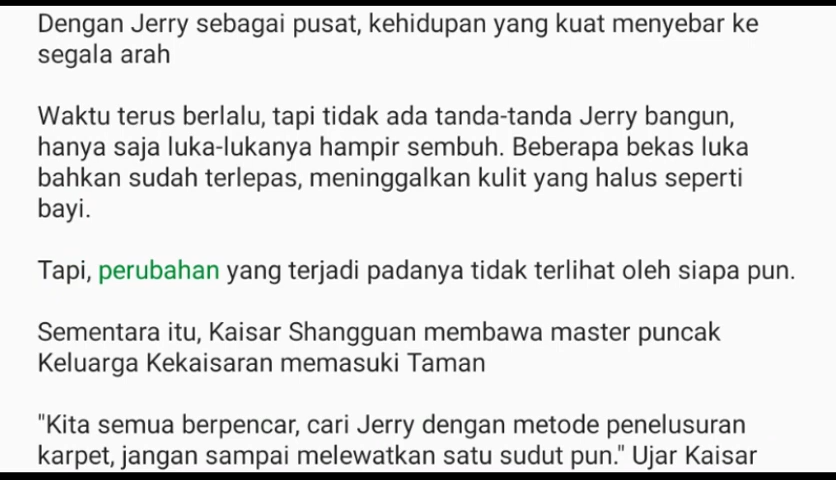 Dengan Jerry sebagai pusat, kehidupan yang kuat menyebar ke
segala arah
Waktu terus berlalu, tapi tidak ada tanda-tanda Jerry bangun,
hanya saja luka-lukanya hampir sembuh. Beberapa bekas luka
bahkan sudah terlepas, meninggalkan kulit yang halus seperti
bayi.
Tapi, perubahan yang terjadi padanya tidak terlihat oleh siapa pun.
Sementara itu, Kaisar Shangguan membawa master puncak
Keluarga Kekaisaran memasuki Taman
"Kita semua berpencar, cari Jerry dengan metode penelusuran
karpet, jangan sampai melewatkan satu sudut pun." Ujar Kaisar